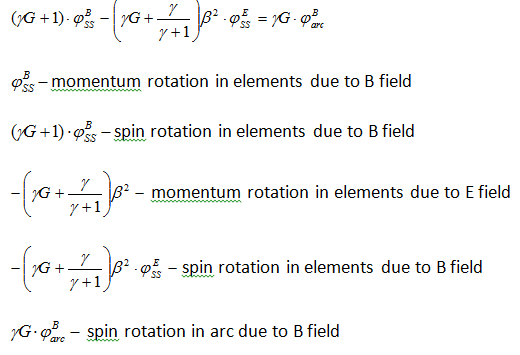 (γG+1)·φ_SS^B − (γG + γ/(γ+1))β²·φ_SS^E = γG·φ_arc^B
φ_SS^B – momentum rotation in elements due to B field
(γG+1)·φ_SS^B – spin rotation in elements due to B field
−(γG + γ/(γ+1))β² – momentum rotation in elements due to E field
−(γG + γ/(γ+1))β²·φ_SS^E – spin rotation in elements due to B field
γG·φ_arc^B – spin rotation in arc due to B field